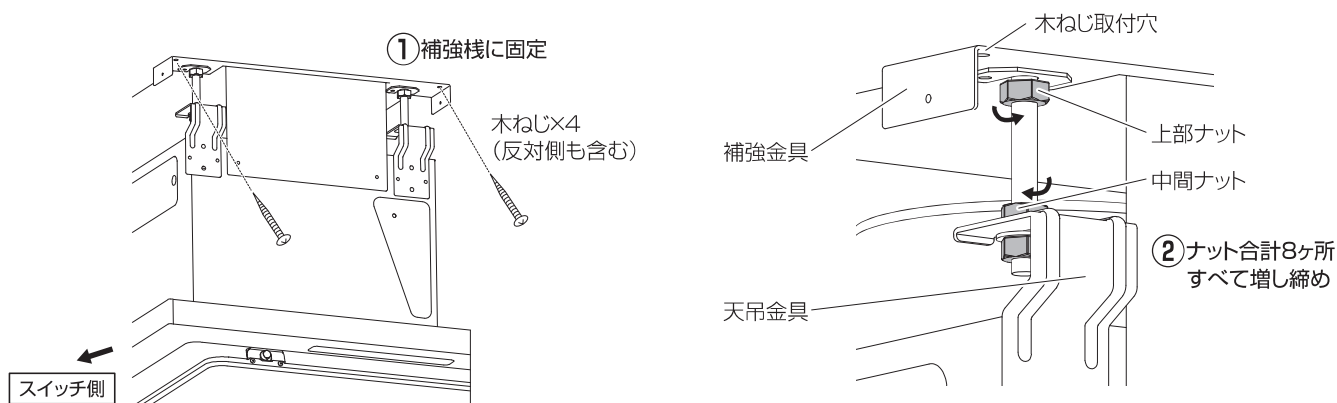 ①補強桟に固定
木ねじ×4
（反対側も含む）
スイッチ側
木ねじ取付穴
補強金具
上部ナット
中間ナット
②ナット合計8ヶ所
すべて増し締め
天吊金具